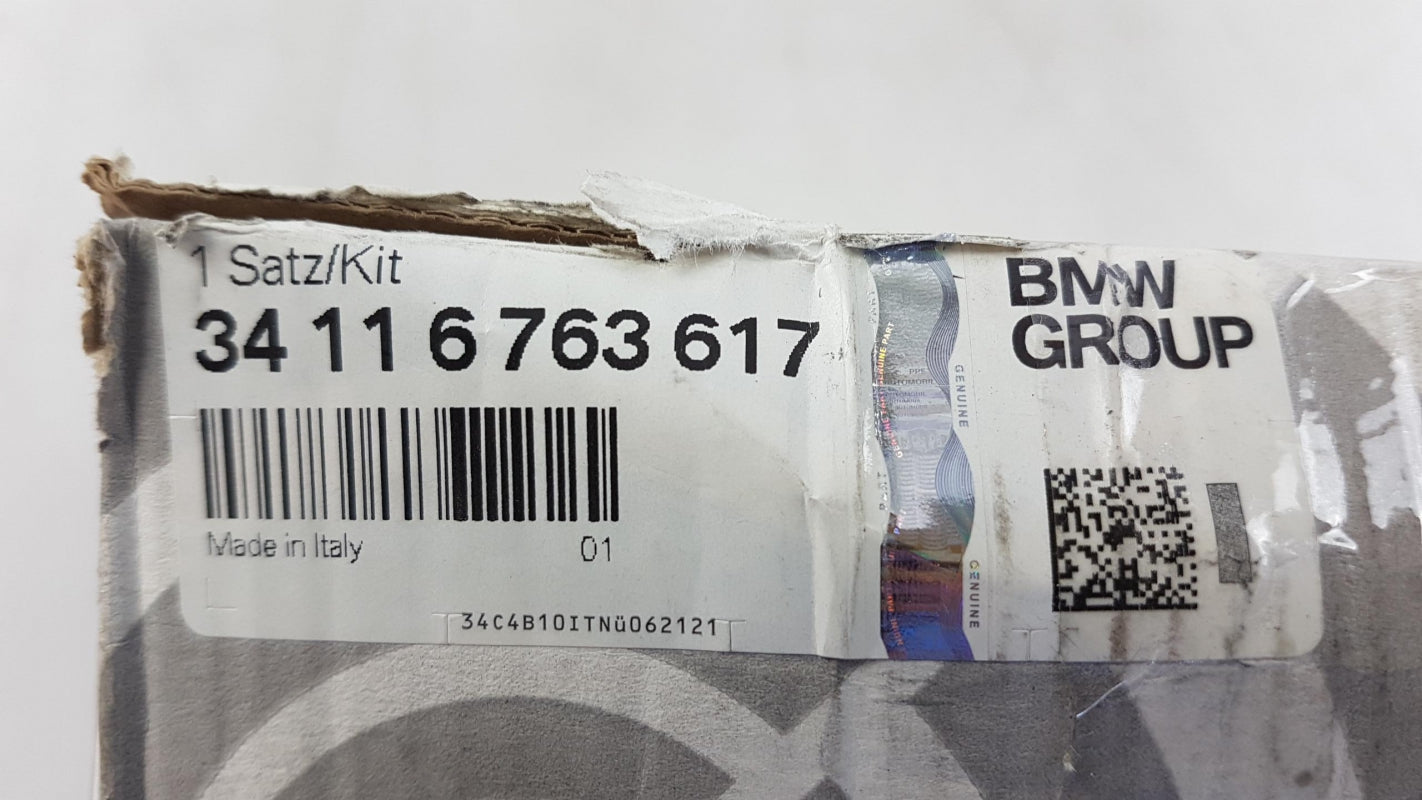 1 Satz/Kit
34 11 6 763 617
Made in Italy
01
34C4B10ITNü062121
GENUINE
GENUINE
BMW
GROUP